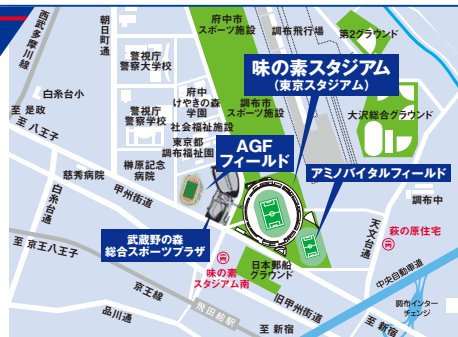 西武多摩川線
朝日町通
府中市
スポーツ施設
調布飛行場
第2グラウンド
警視庁
警察大学校
味の素スタジアム
（東京スタジアム）
白糸台小
至 是政
至 八王子
警視庁
警察学校
府中
けやきの森
学園
社会福祉施設
東京都
調布福祉園
調布市
スポーツ施設
大沢総合グラウンド
AGF
フィールド
アミノバイタルフィールド
慈秀病院
榊原記念
病院
甲州街道
白糸台通
調布中
天文台通
萩の原住宅
武蔵野の森
総合スポーツプラザ
至 京王八王子
味の素
スタジアム南
日本郵船
グラウンド
中央自動車道
京王線
旧甲州街道
調布インター
チェンジ
品川通
飛田給駅
至 新宿
至 新宿